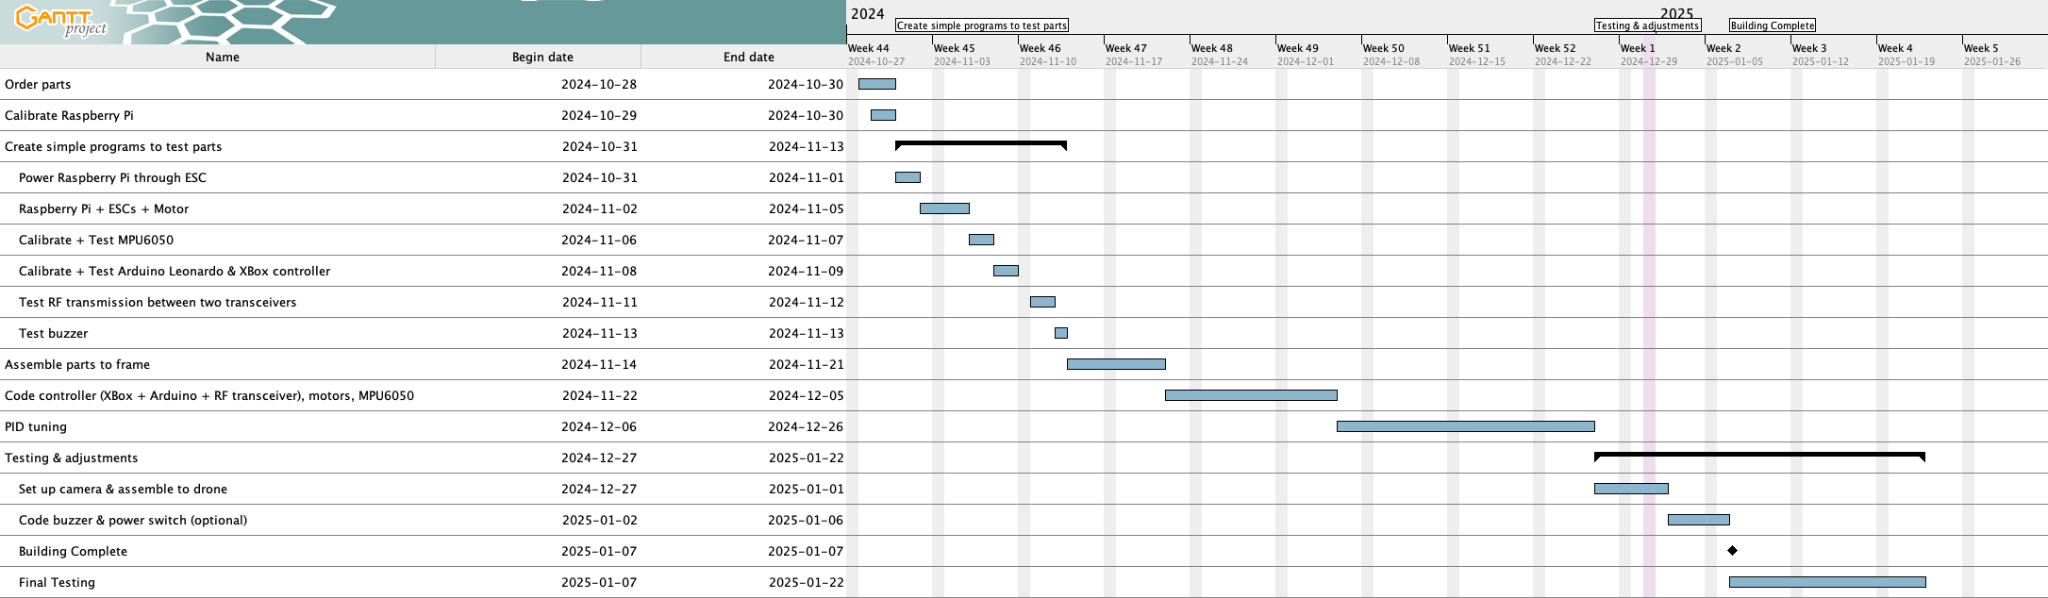 GANTT
project
2024
2025
Create simple programs to test parts
Testing & adjustments
Building Complete
Name Begin date End date
Week 44 Week 45 Week 46 Week 47 Week 48 Week 49 Week 50 Week 51 Week 52 Week 1 Week 2 Week 3 Week 4 Week 5
2024-10-27 2024-11-03 2024-11-10 2024-11-17 2024-11-24 2024-12-01 2024-12-08 2024-12-15 2024-12-22 2024-12-29 2025-01-05 2025-01-12 2025-01-19 2025-01-26
Order parts 2024-10-28 2024-10-30
Calibrate Raspberry Pi 2024-10-29 2024-10-30
Create simple programs to test parts 2024-10-31 2024-11-13
Power Raspberry Pi through ESC 2024-10-31 2024-11-01
Raspberry Pi + ESCs + Motor 2024-11-02 2024-11-05
Calibrate + Test MPU6050 2024-11-06 2024-11-07
Calibrate + Test Arduino Leonardo & XBox controller 2024-11-08 2024-11-09
Test RF transmission between two transceivers 2024-11-11 2024-11-12
Test buzzer 2024-11-13 2024-11-13
Assemble parts to frame 2024-11-14 2024-11-21
Code controller (XBox + Arduino + RF transceiver), motors, MPU6050 2024-11-22 2024-12-05
PID tuning 2024-12-06 2024-12-26
Testing & adjustments 2024-12-27 2025-01-22
Set up camera & assemble to drone 2024-12-27 2025-01-01
Code buzzer & power switch (optional) 2025-01-02 2025-01-06
Building Complete 2025-01-07 2025-01-07
Final Testing 2025-01-07 2025-01-22